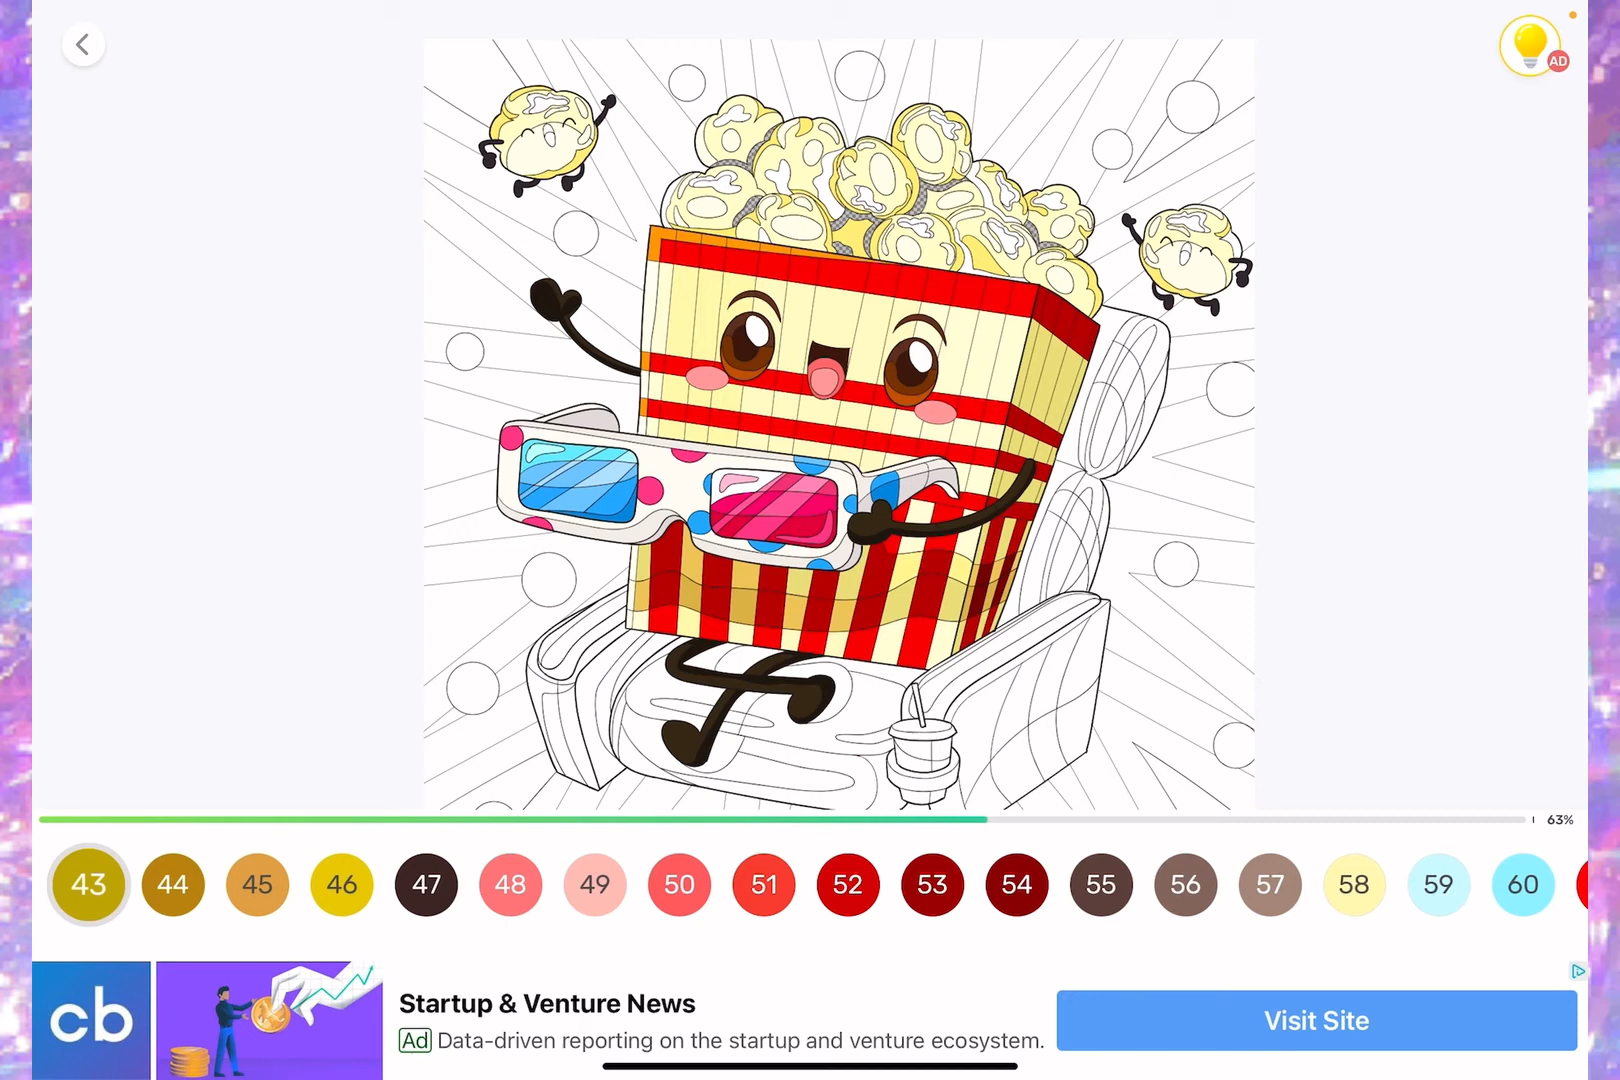 AD
63%
43 44 45 46 47 48 49 50 51 52 53 54 55 56 57 58 59 60
cb
Startup & Venture News
Ad Data-driven reporting on the startup and venture ecosystem.
Visit Site